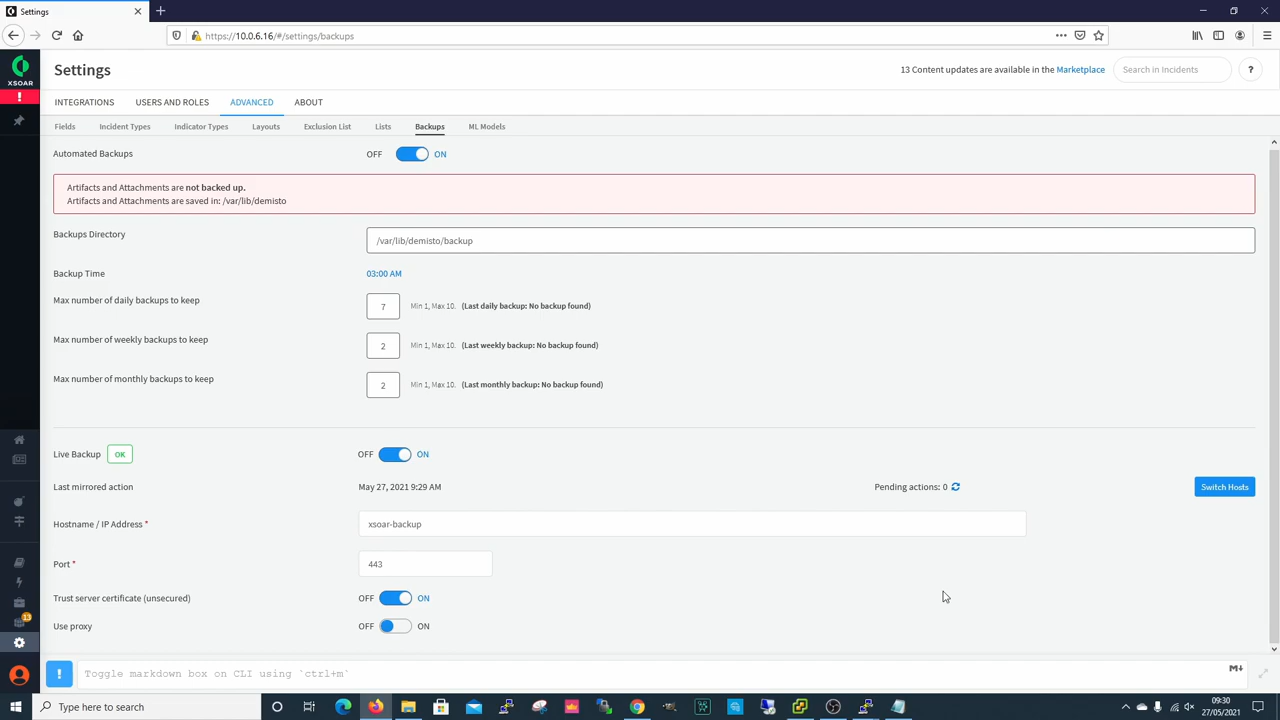 Settings
https://10.0.6.16/#/settings/backups
XSOAR
Settings
13 Content updates are available in the Marketplace
Search in Incidents
?
INTEGRATIONS USERS AND ROLES ADVANCED ABOUT
Fields Incident Types Indicator Types Layouts Exclusion List Lists Backups ML Models
Automated Backups OFF ON
Artifacts and Attachments are not backed up.
Artifacts and Attachments are saved in: /var/lib/demisto
Backups Directory /var/lib/demisto/backup
Backup Time 03:00 AM
Max number of daily backups to keep 7 Min 1, Max 10. (Last daily backup: No backup found)
Max number of weekly backups to keep 2 Min 1, Max 10. (Last weekly backup: No backup found)
Max number of monthly backups to keep 2 Min 1, Max 10. (Last monthly backup: No backup found)
Live Backup OK OFF ON
Last mirrored action May 27, 2021 9:29 AM Pending actions: 0 Switch Hosts
Hostname / IP Address * xsoar-backup
Port * 443
Trust server certificate (unsecured) OFF ON
Use proxy OFF ON
13
! Toggle markdown box on CLI using `ctrl+m` M
Type here to search
09:30
27/05/2021